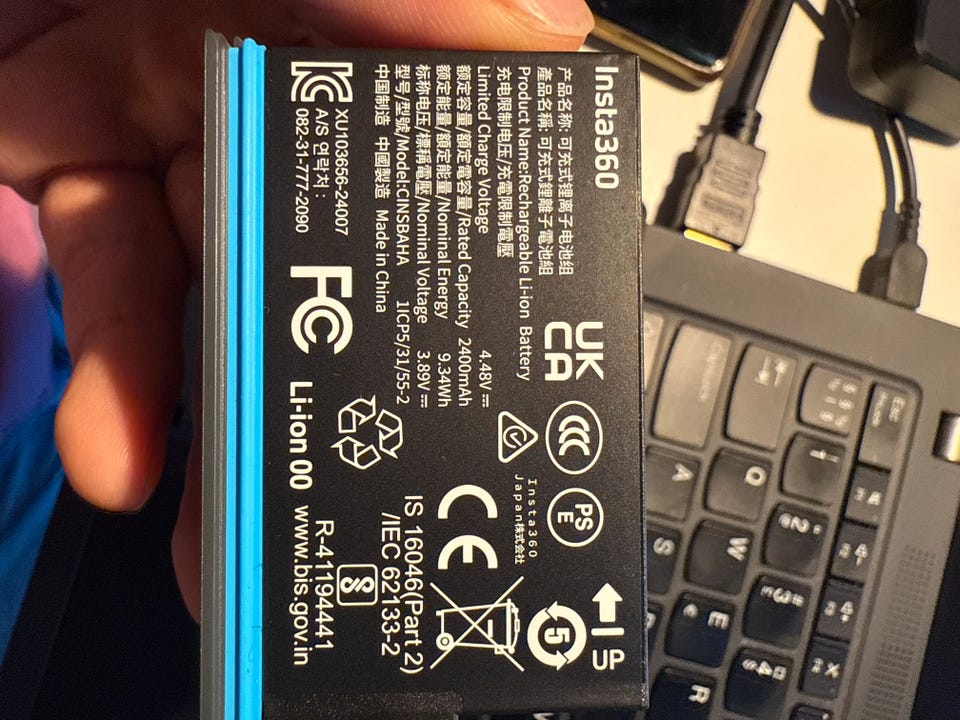 Insta360
产品名称: 可充式锂离子电池组
產品名稱: 可充式鋰離子電池組
Product Name:Rechargeable Li-ion Battery
充电限制电压/充電限制電壓
Limited Charge Voltage 4.48V⎓
额定容量/額定電容量/Rated Capacity 2400mAh
额定能量/額定能量/Nominal Energy 9.34Wh
标称电压/標稱電壓/Nominal Voltage 3.89V⎓
型号/型號/Model:CINSBAHA 1ICP5/31/55-2
中国制造 中國製造 Made in China
XU103656-24007
A/S 연락처 :
082-31-777-2090
UK
CA
CCC
PS
E
Insta360
Japan株式会社
UP
5
CE
IS 16046(Part 2)
/IEC 62133-2
R-41194441
www.bis.gov.in
FC
Li-ion 00
Esc
Q
W
E
R
A
S